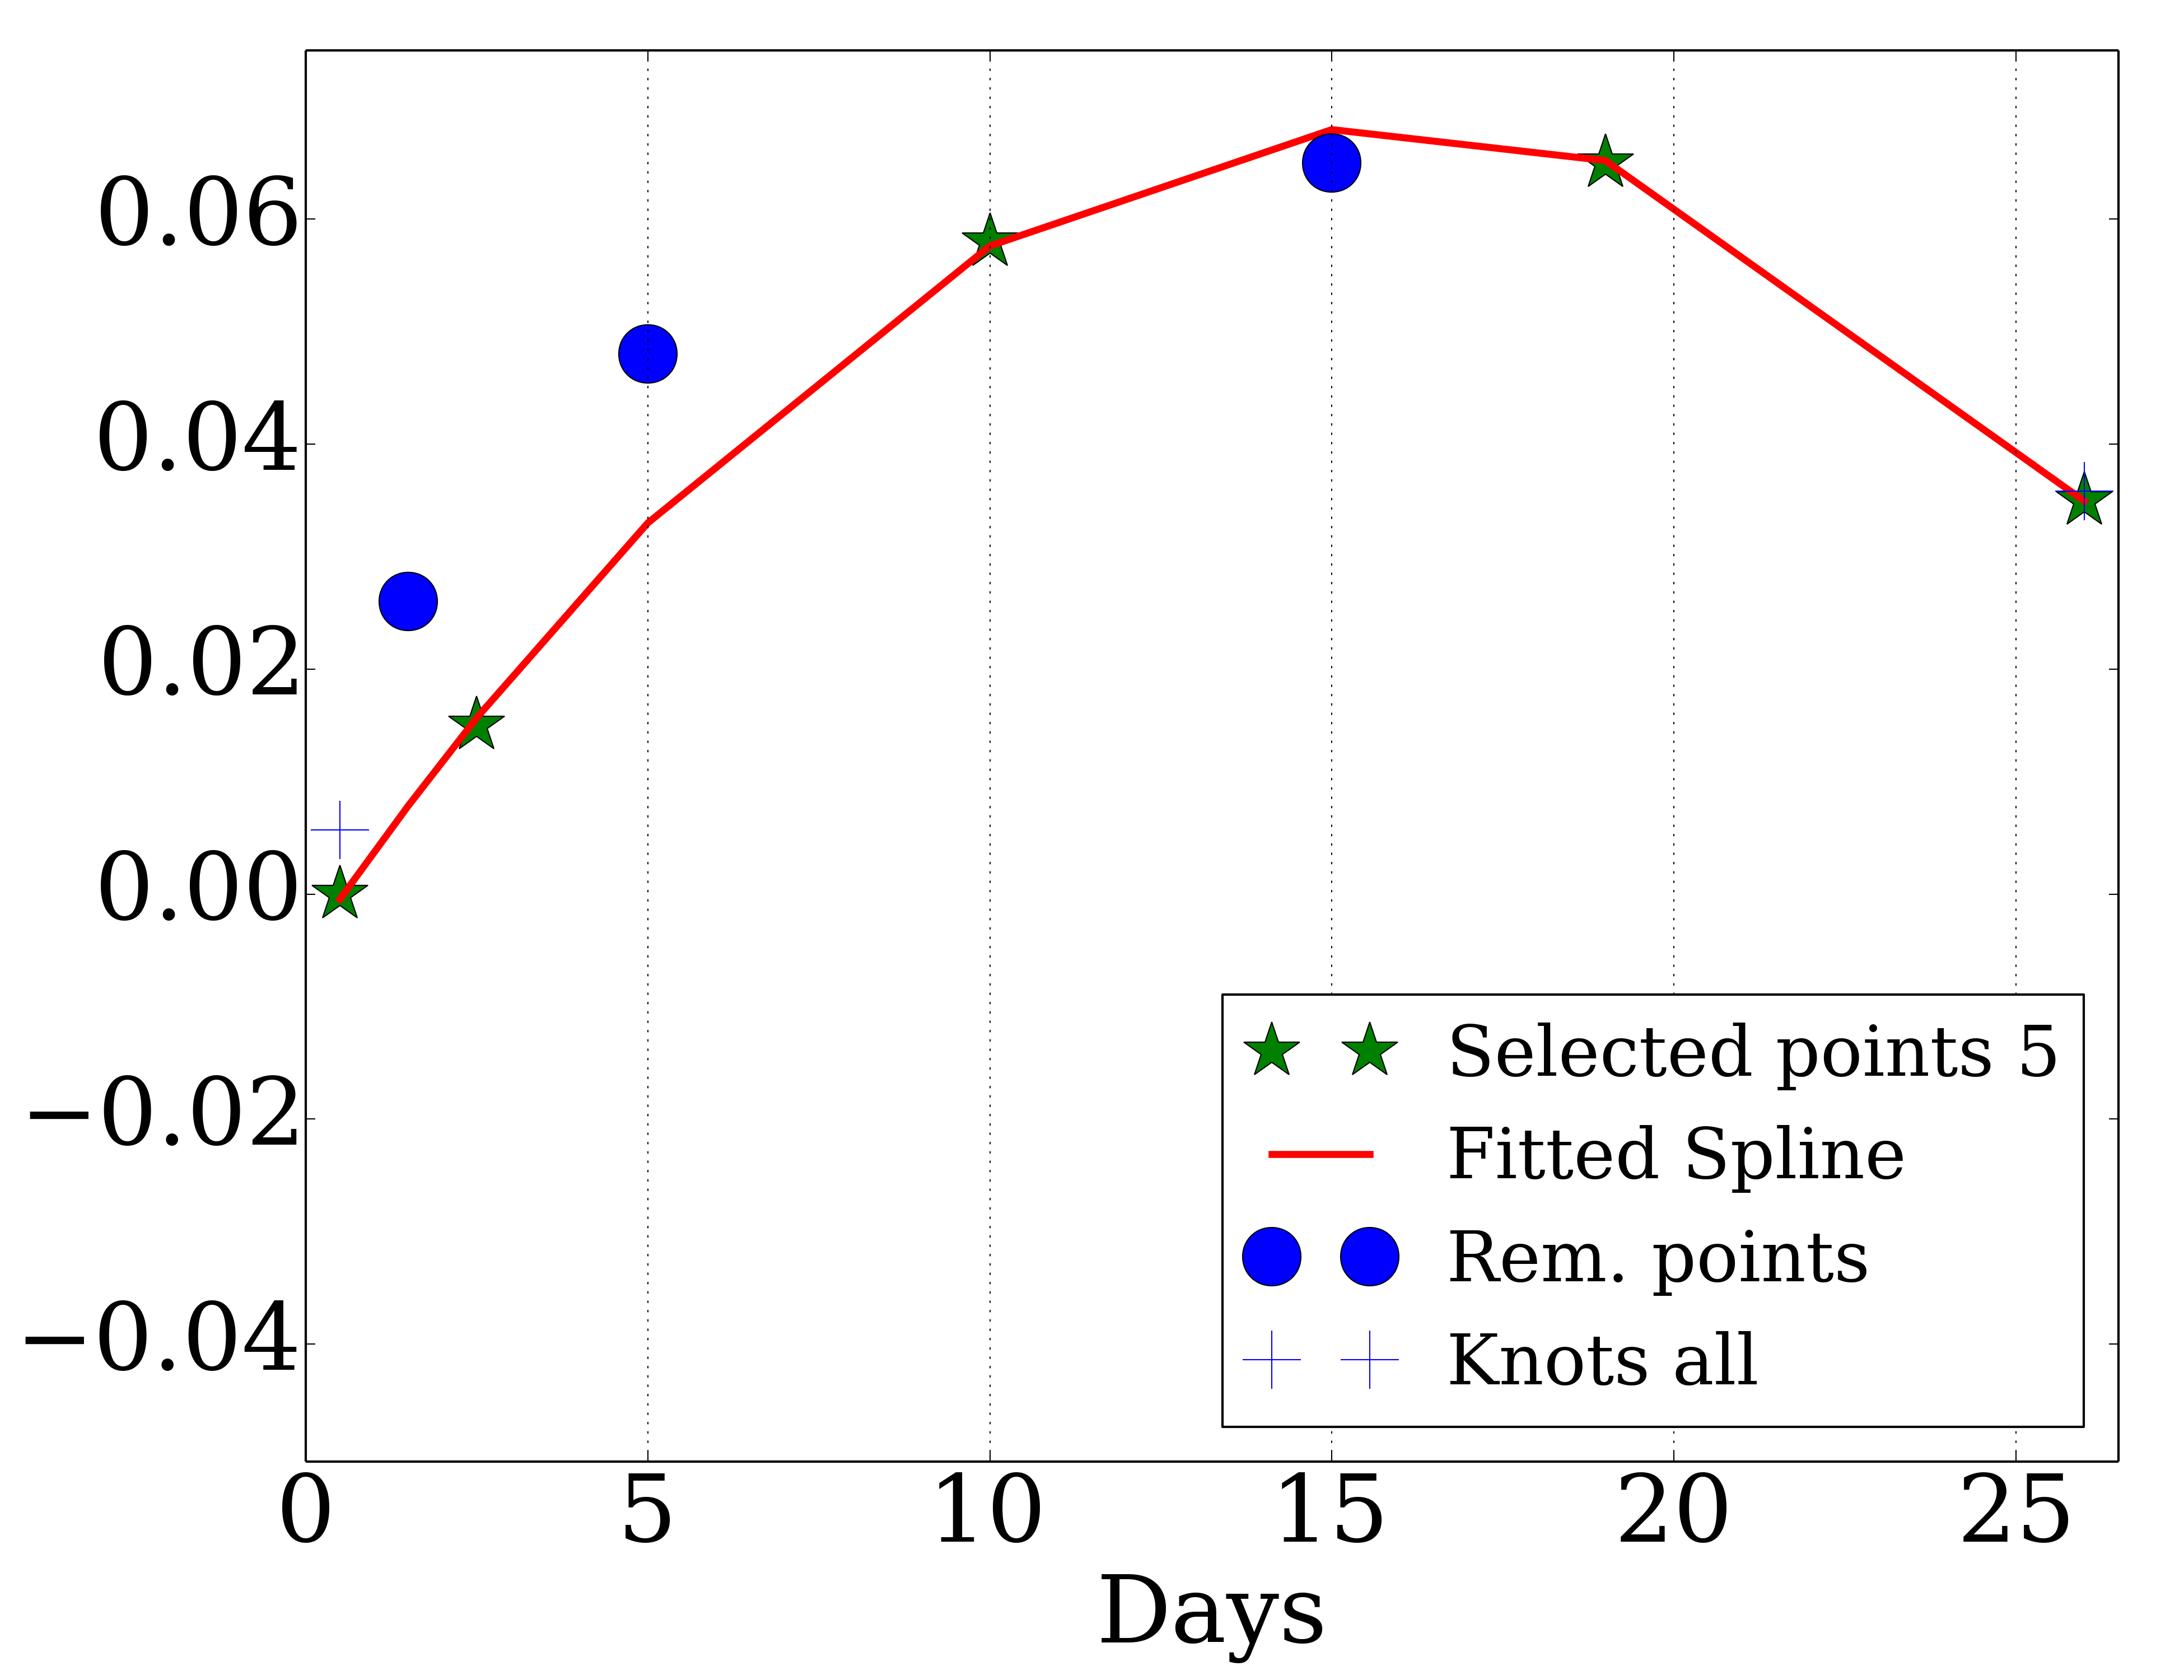 0.06
0.04
0.02
0.00
−0.02
−0.04
0 5 10 15 20 25
Days
Selected points 5
Fitted Spline
Rem. points
Knots all